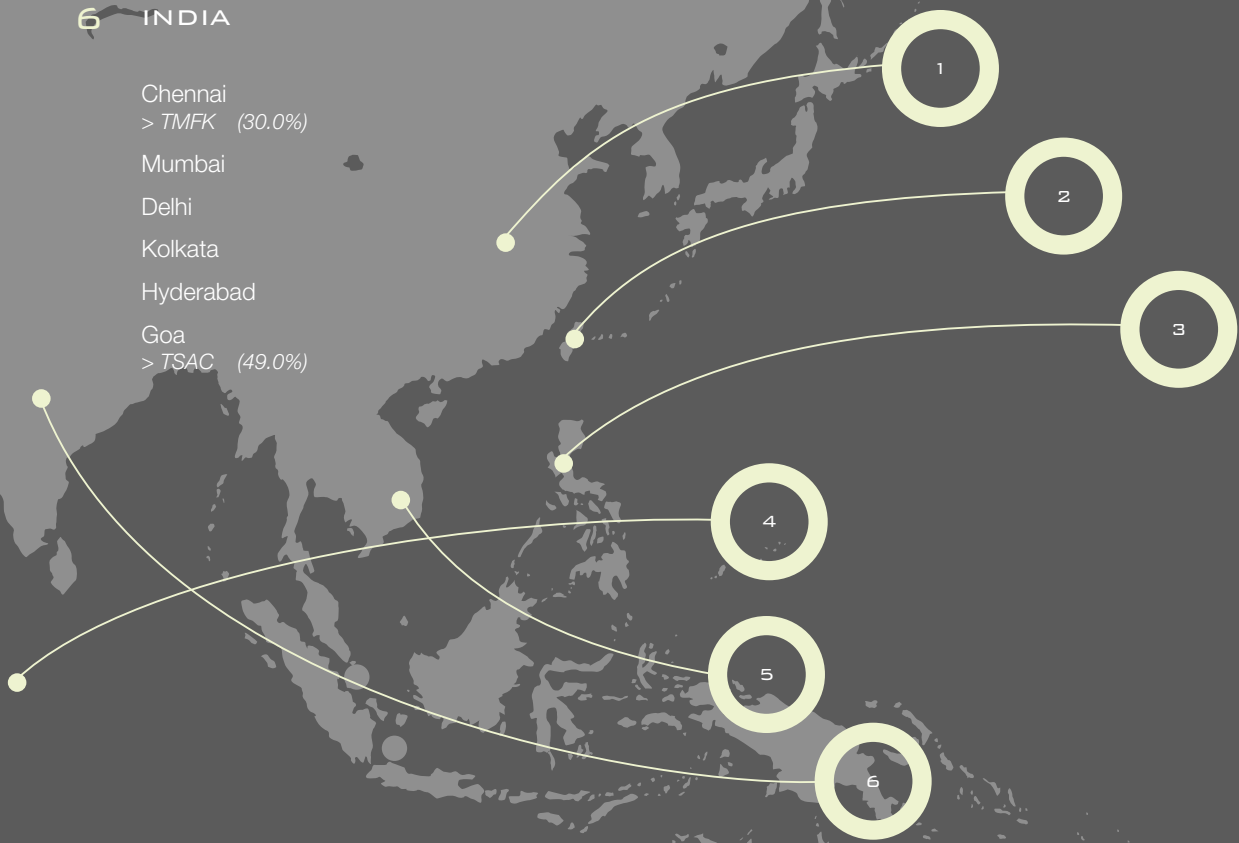 6 INDIA
Chennai
> TMFK (30.0%)
Mumbai
Delhi
Kolkata
Hyderabad
Goa
> TSAC (49.0%)
1
2
3
4
5
6